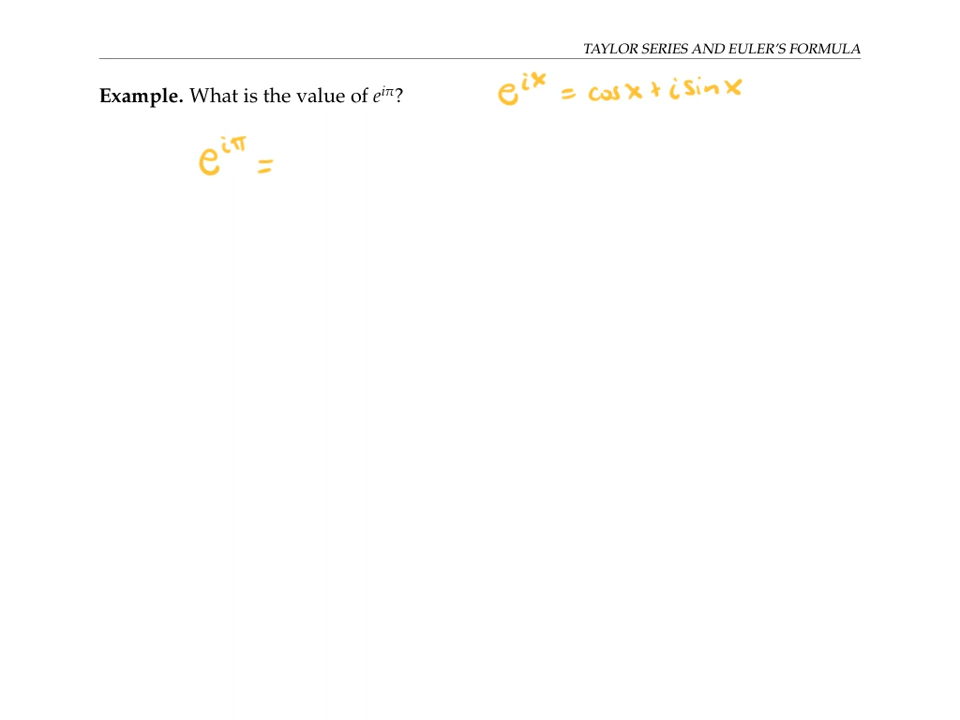 TAYLOR SERIES AND EULER'S FORMULA
Example. What is the value of e^{iπ}? e^{ix} = cos x + i sin x
e^{iπ} =